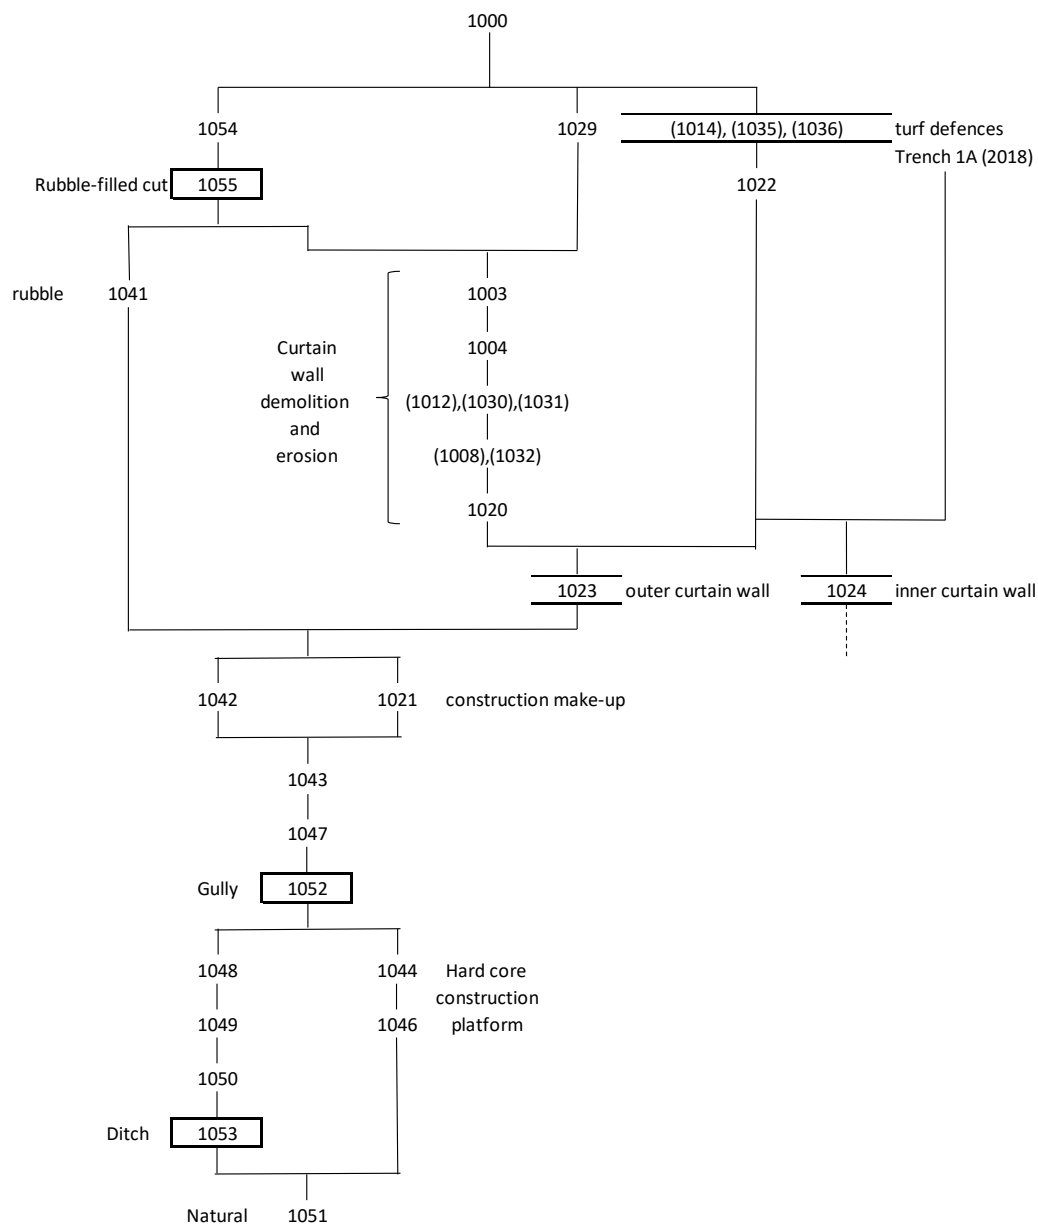 1000
1054
1029
(1014), (1035), (1036)
turf defences
Trench 1A (2018)
Rubble-filled cut
1055
1022
rubble
1041
1003
Curtain
wall
demolition
and
erosion
1004
(1012),(1030),(1031)
(1008),(1032)
1020
1023
outer curtain wall
1024
inner curtain wall
1042
1021
construction make-up
1043
1047
Gully
1052
1048
1044
Hard core
construction
platform
1049
1046
1050
Ditch
1053
Natural
1051